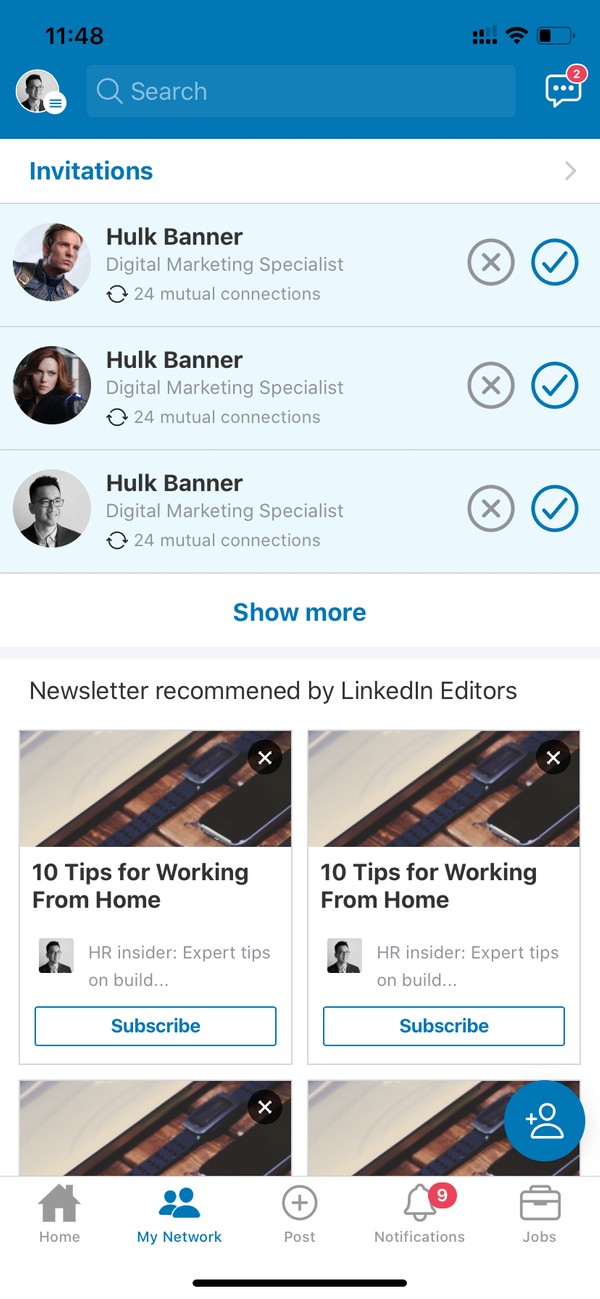 11:48
Search
2
Invitations
Hulk Banner
Digital Marketing Specialist
24 mutual connections
Hulk Banner
Digital Marketing Specialist
24 mutual connections
Hulk Banner
Digital Marketing Specialist
24 mutual connections
Show more
Newsletter recommened by LinkedIn Editors
10 Tips for Working
From Home
HR insider: Expert tips
on build...
Subscribe
10 Tips for Working
From Home
HR insider: Expert tips
on build...
Subscribe
Home
My Network
Post
9
Notifications
Jobs